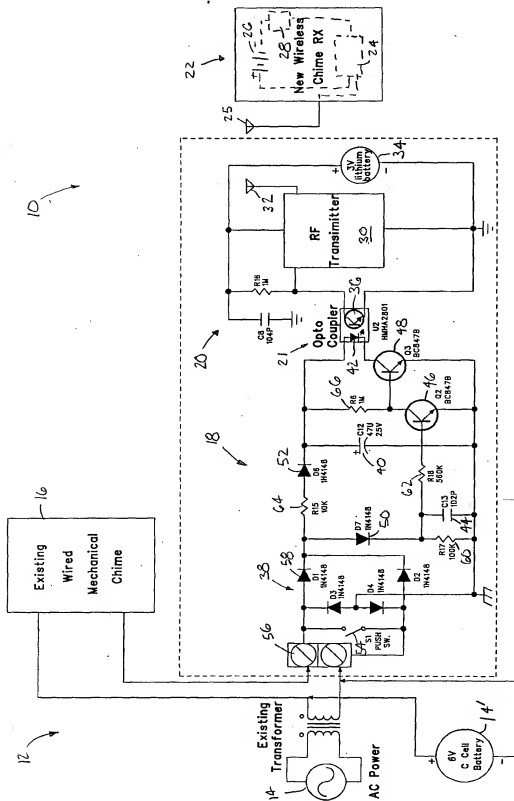 10
12
16
Existing
Wired
Mechanical
Chime
18
20
22
New Wireless
Chime RX
26
28
24
25
Existing
Transformer
14
AC Power
6V
C Cell
Battery
14'
+
-
56
38
58
D1
1N4148
D3
1N4148
D4
1N4148
D2
1N4148
S1
PUSH
SW.
54
64
R15
10K
52
D6
1H4148
D7
1N4148
50
62
R18
560K
C13
102P
44
R17
100K
60
C12
47U
25V
+
40
66
R6
1M
Q2
BC847B
46
Q3
BC847B
48
Opto
Coupler
21
42
36
U2
HMHA2801
C8
104P
R16
1M
RF
Transimitter
30
32
+
3V
lithium
battery
-
34